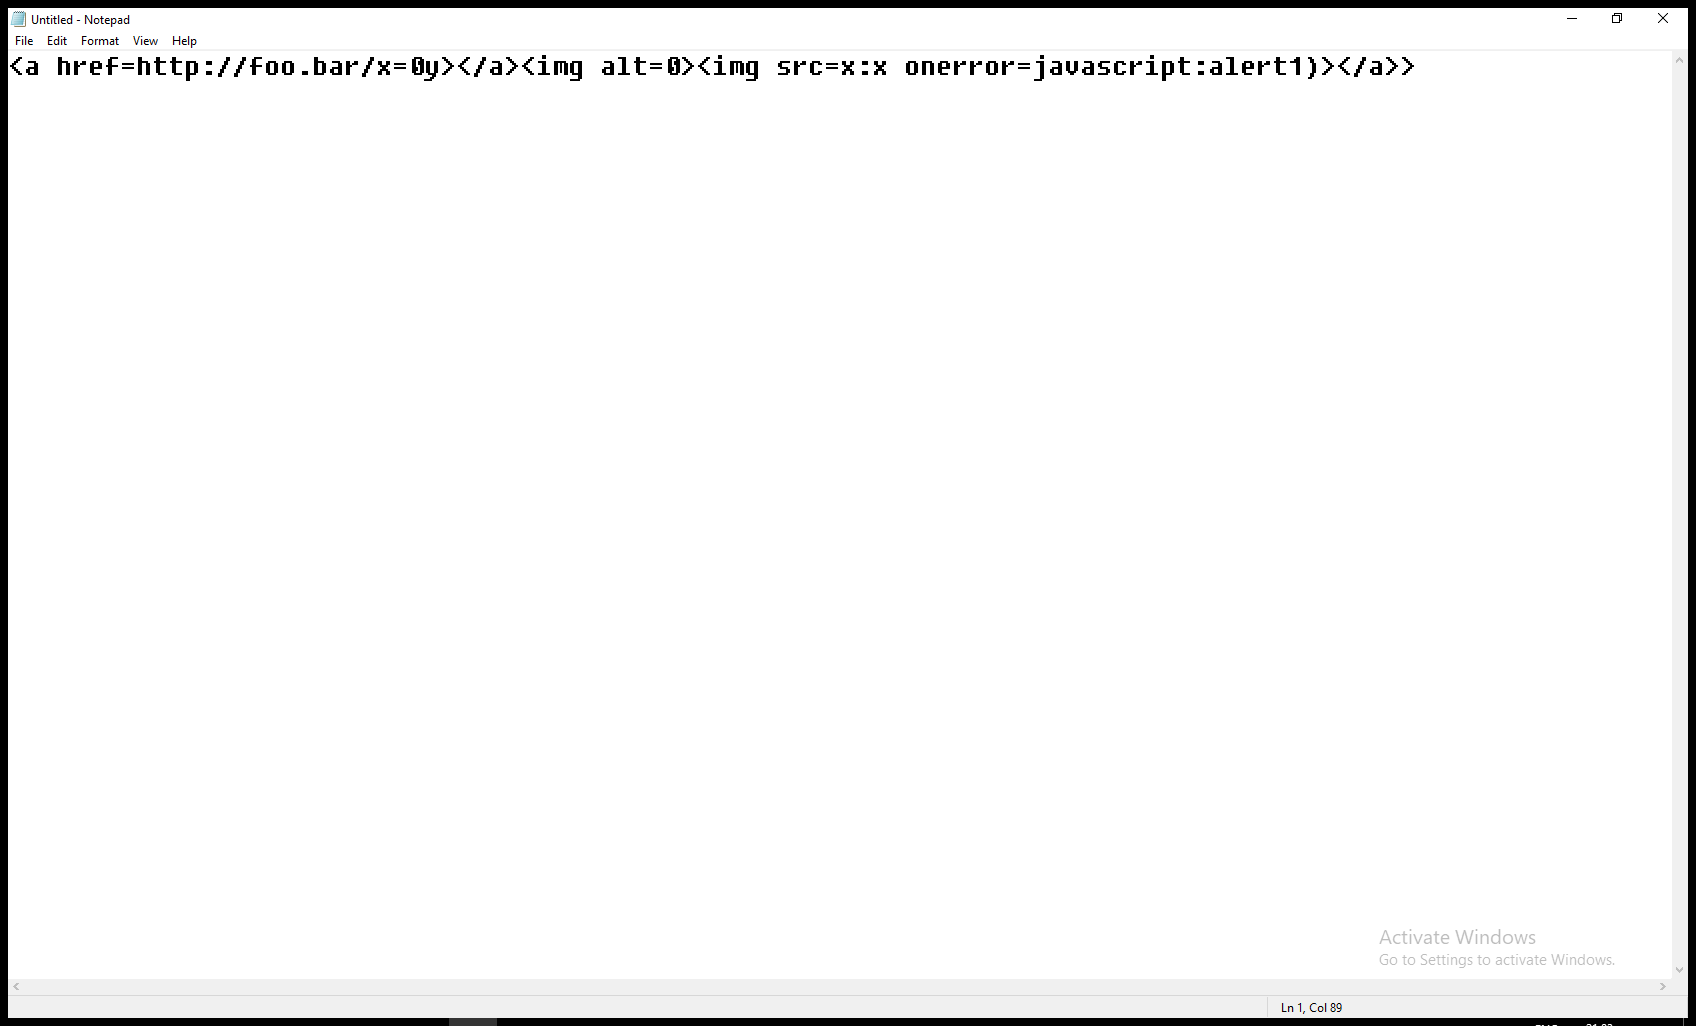 Untitled - Notepad
File Edit Format View Help
<a href=http://foo.bar/x=0y></a><img alt=0><img src=x:x onerror=javascript:alert1)></a>>
Activate Windows
Go to Settings to activate Windows.
Ln 1, Col 89